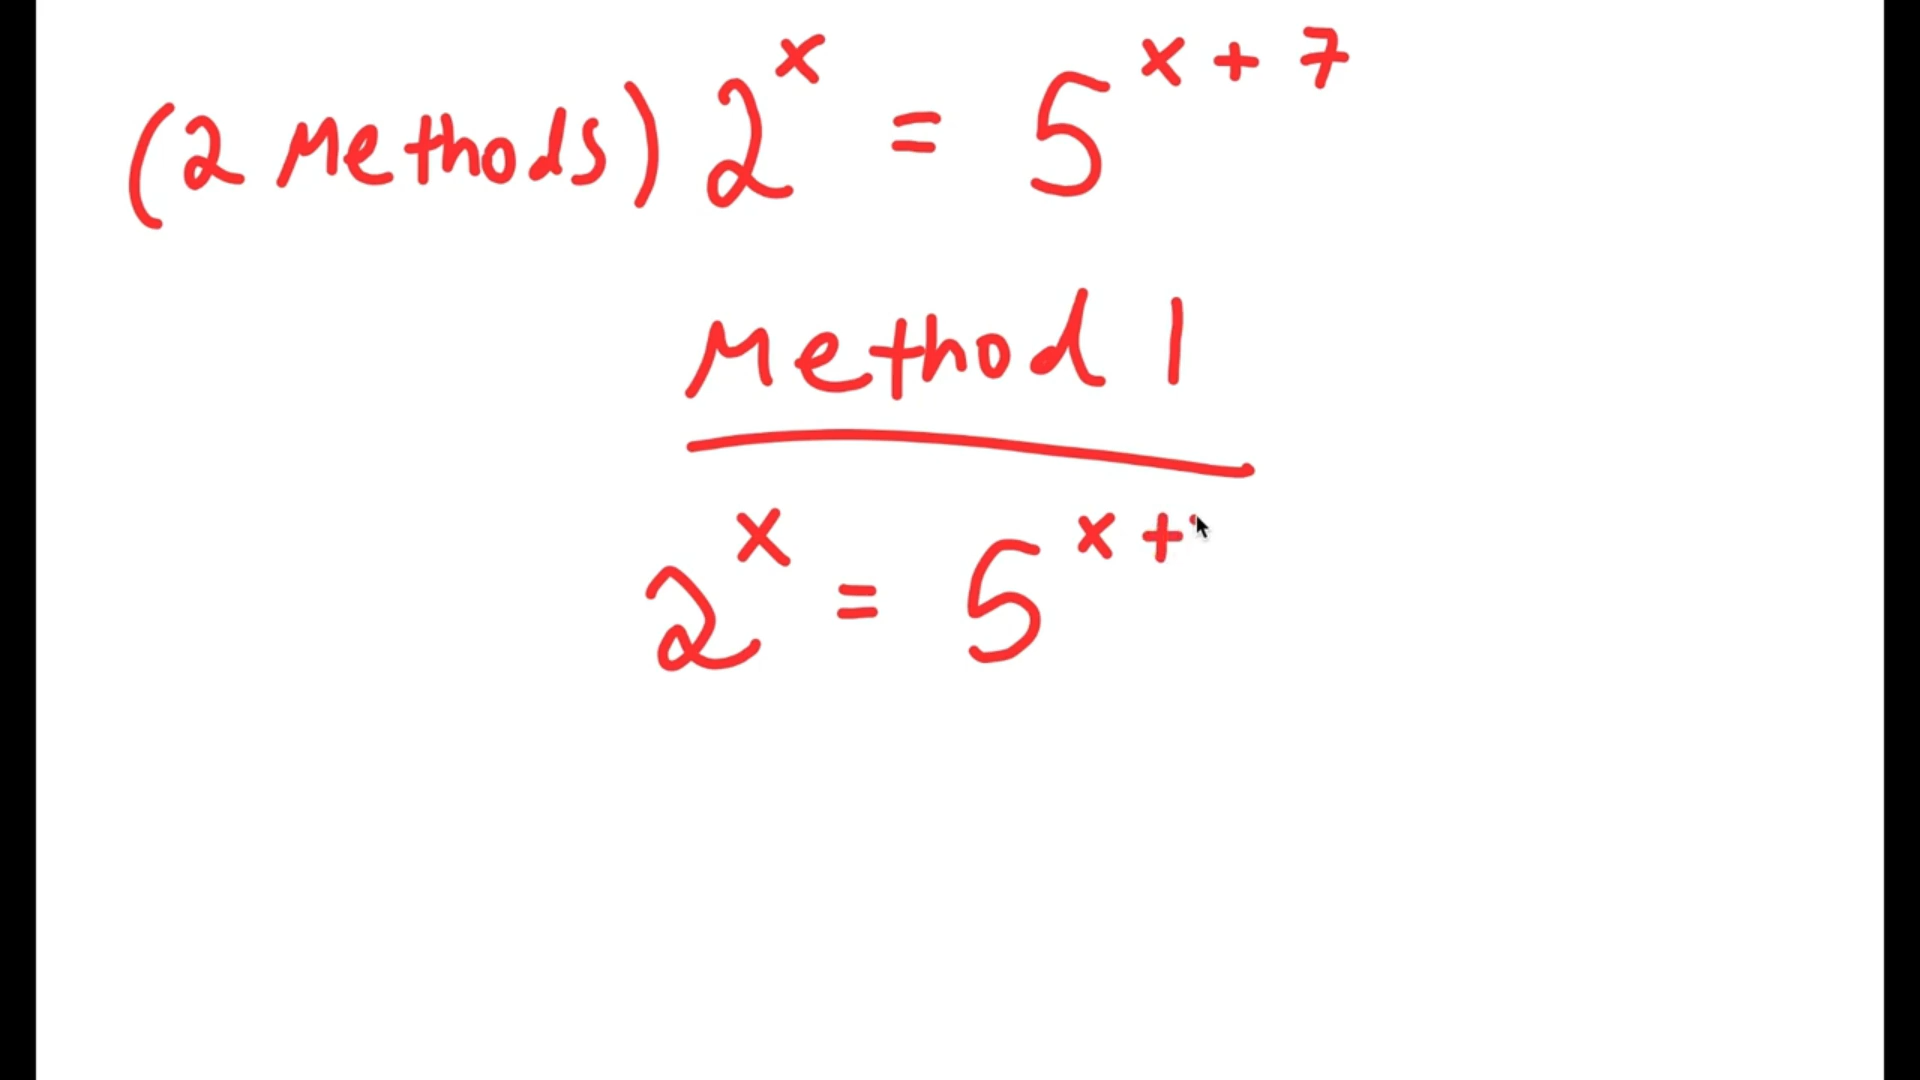 (2 Methods) 2^x = 5^(x + 7)
Method 1
2^x = 5^(x +